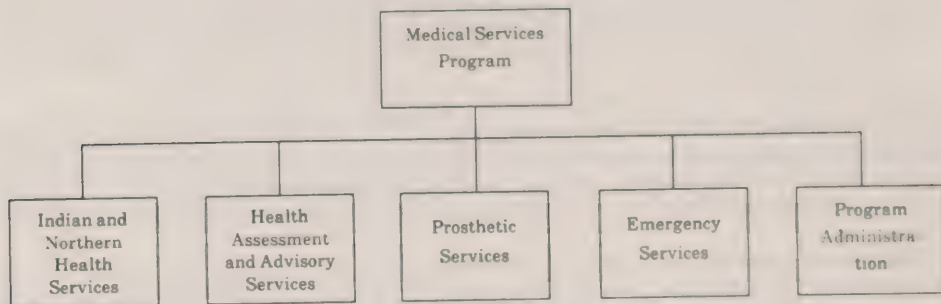 Medical Services
Program
Indian and
Northern
Health
Services
Health
Assessment
and Advisory
Services
Prosthetic
Services
Emergency
Services
Program
Administra
tion